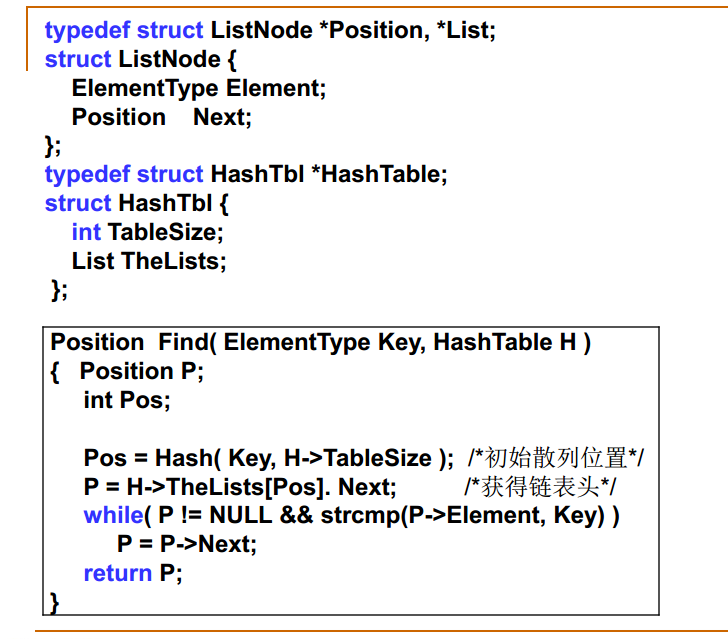 typedef struct ListNode *Position, *List;
struct ListNode {
ElementType Element;
Position Next;
};
typedef struct HashTbl *HashTable;
struct HashTbl {
int TableSize;
List TheLists;
};
Position Find( ElementType Key, HashTable H )
{ Position P;
int Pos;
Pos = Hash( Key, H->TableSize ); /*初始散列位置*/
P = H->TheLists[Pos]. Next; /*获得链表头*/
while( P != NULL && strcmp(P->Element, Key) )
P = P->Next;
return P;
}